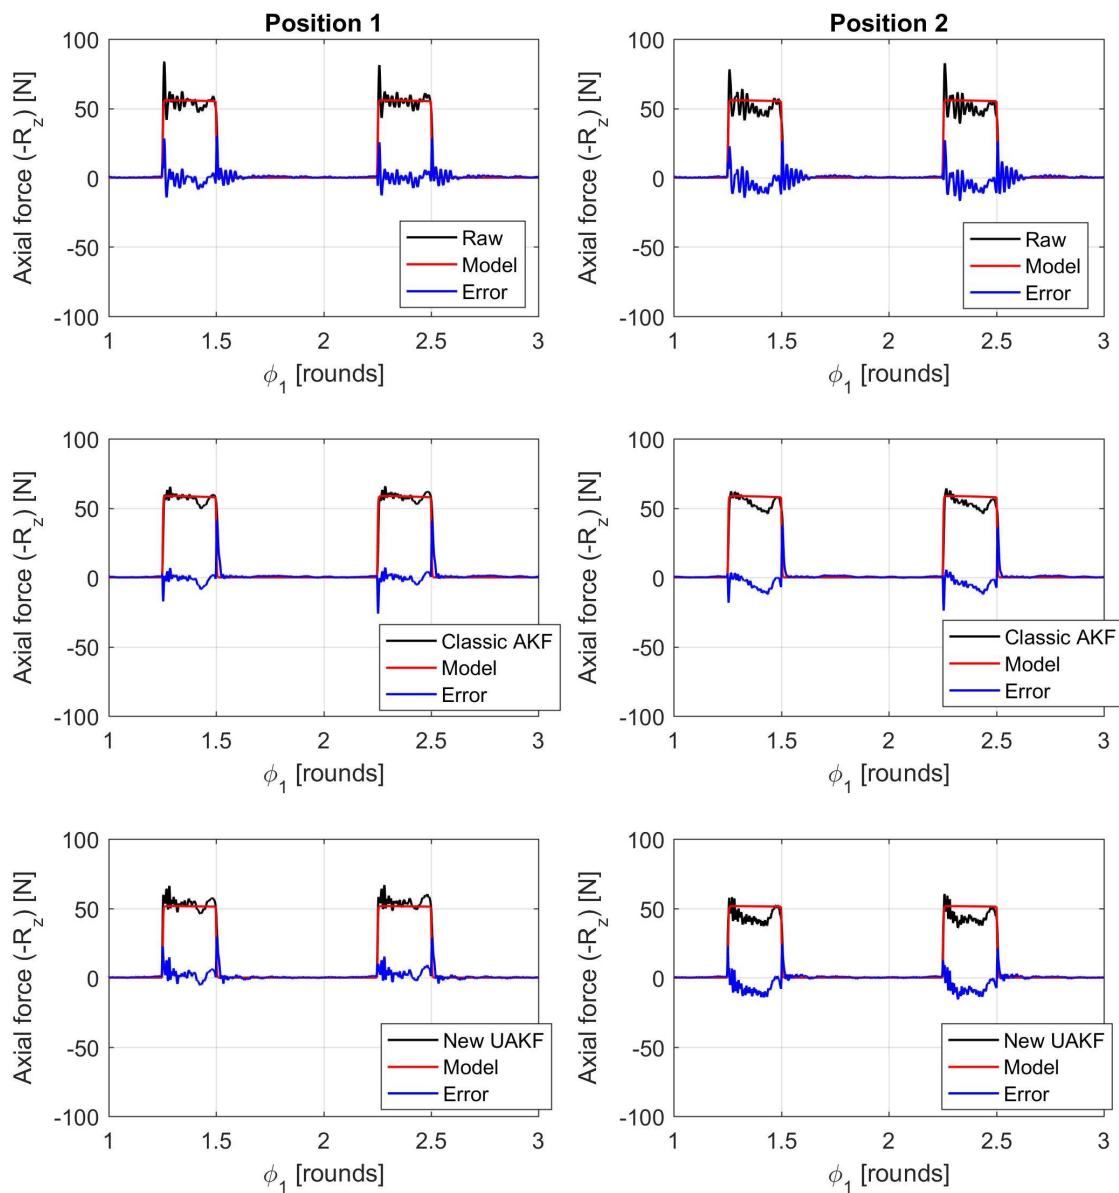 Position 1
Axial force (-R_z) [N]
100
50
0
-50
-100
Raw
Model
Error
1
1.5
2
2.5
3
ϕ_1 [rounds]
Position 2
Axial force (-R_z) [N]
100
50
0
-50
-100
Raw
Model
Error
1
1.5
2
2.5
3
ϕ_1 [rounds]
Axial force (-R_z) [N]
100
50
0
-50
-100
Classic AKF
Model
Error
1
1.5
2
2.5
3
ϕ_1 [rounds]
Axial force (-R_z) [N]
100
50
0
-50
-100
Classic AKF
Model
Error
1
1.5
2
2.5
3
ϕ_1 [rounds]
Axial force (-R_z) [N]
100
50
0
-50
-100
New UAKF
Model
Error
1
1.5
2
2.5
3
ϕ_1 [rounds]
Axial force (-R_z) [N]
100
50
0
-50
-100
New UAKF
Model
Error
1
1.5
2
2.5
3
ϕ_1 [rounds]